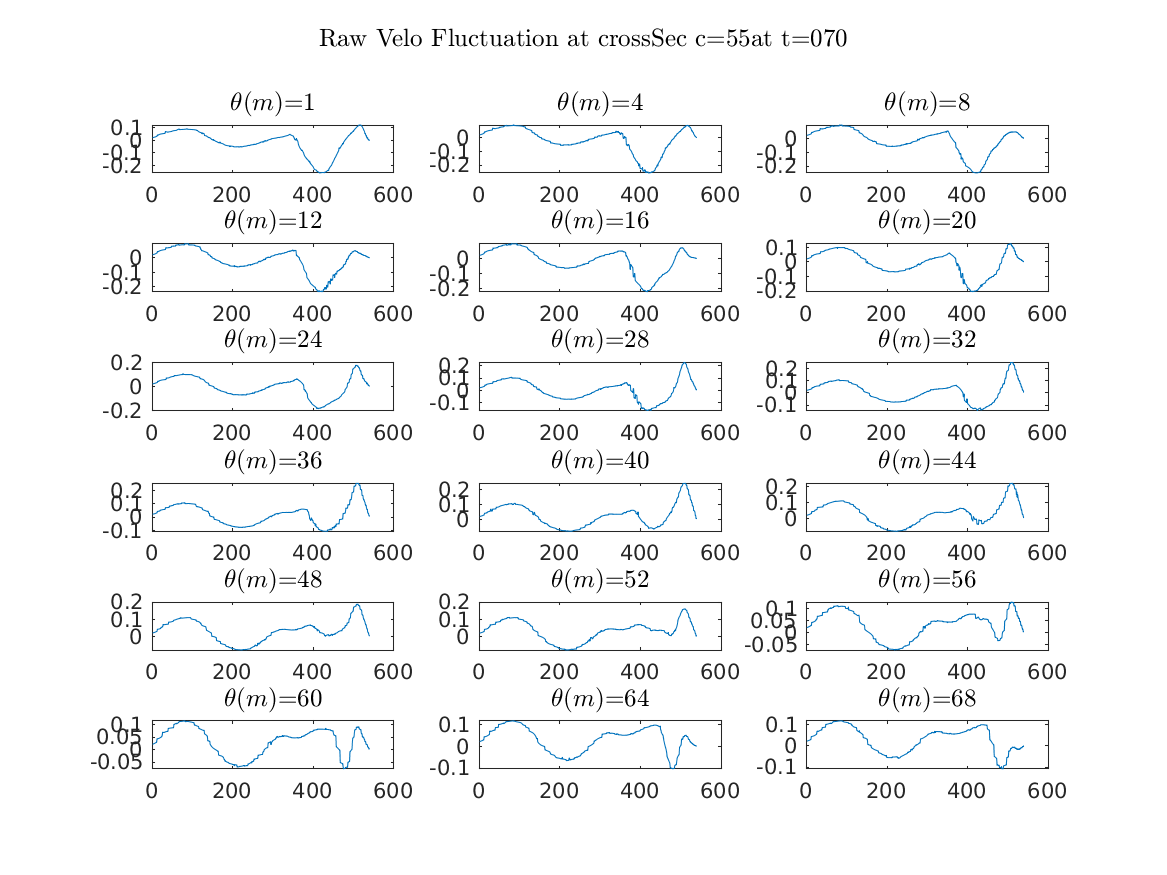 Raw Velo Fluctuation at crossSec c=55at t=070
θ(m)=1 θ(m)=4 θ(m)=8
0.1 0 -0.1 -0.2 0 -0.1 -0.2 0 -0.1 -0.2
0 200 400 600 0 200 400 600 0 200 400 600
θ(m)=12 θ(m)=16 θ(m)=20
0 -0.1 -0.2 0 -0.1 -0.2 0.1 0 -0.1 -0.2
0 200 400 600 0 200 400 600 0 200 400 600
θ(m)=24 θ(m)=28 θ(m)=32
0.2 0 -0.2 0.2 0.1 0 -0.1 0.2 0.1 0 -0.1
0 200 400 600 0 200 400 600 0 200 400 600
θ(m)=36 θ(m)=40 θ(m)=44
0.2 0.1 0 -0.1 0.2 0.1 0 0.2 0.1 0
0 200 400 600 0 200 400 600 0 200 400 600
θ(m)=48 θ(m)=52 θ(m)=56
0.2 0.1 0 0.2 0.1 0 0.1 0.05 0 -0.05
0 200 400 600 0 200 400 600 0 200 400 600
θ(m)=60 θ(m)=64 θ(m)=68
0.1 0.05 0 -0.05 0.1 0 -0.1 0.1 0 -0.1
0 200 400 600 0 200 400 600 0 200 400 600